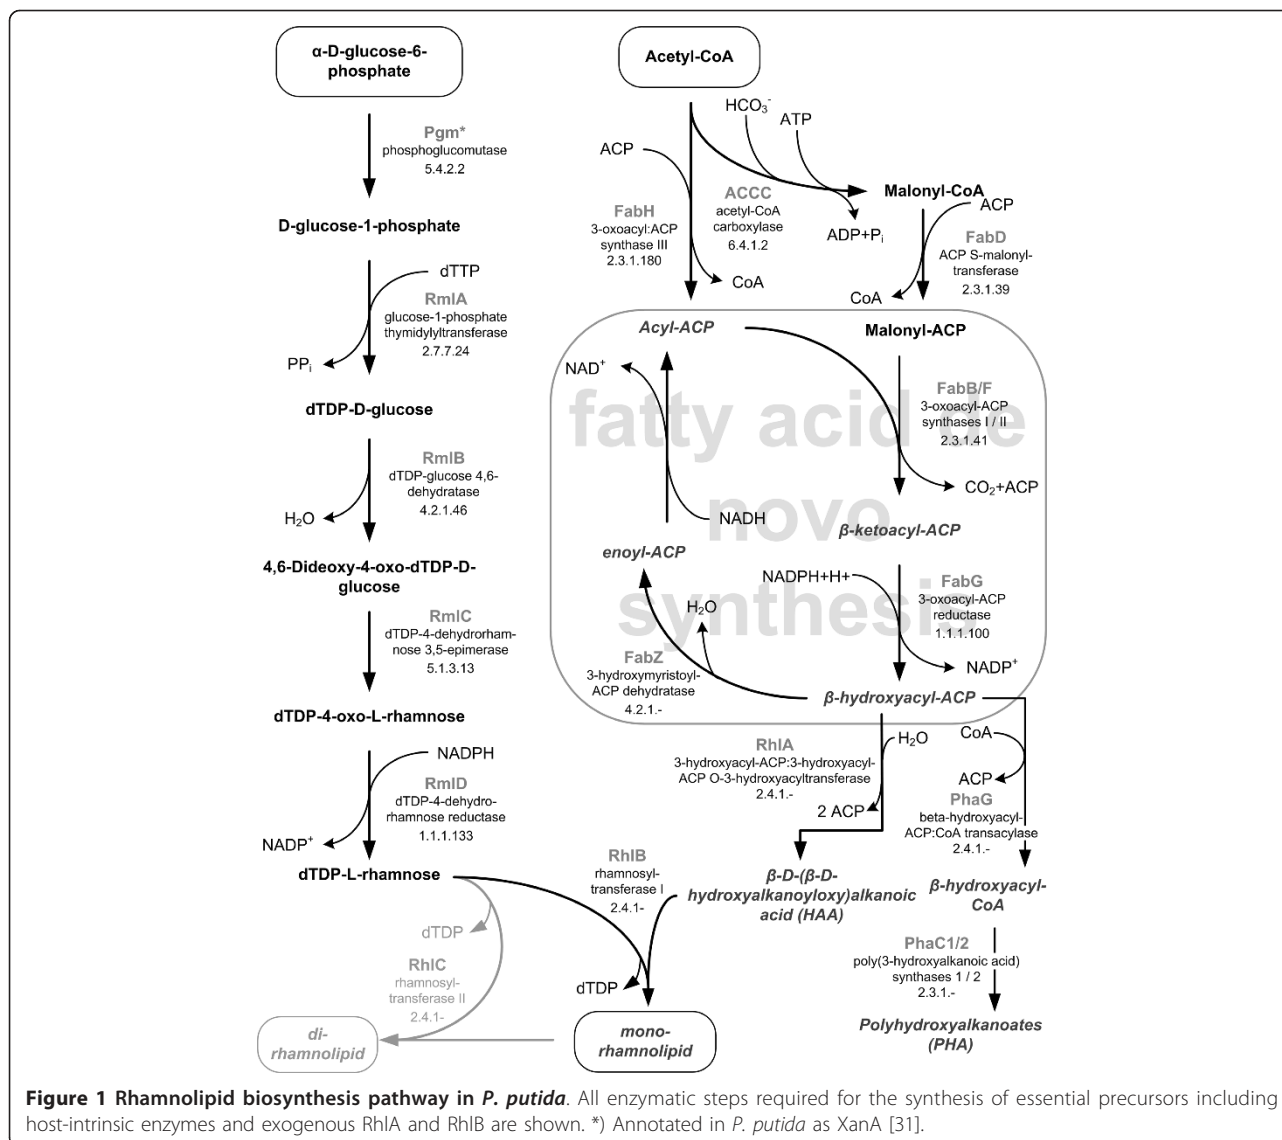 α-D-glucose-6-
phosphate
Pgm*
phosphoglucomutase
5.4.2.2
D-glucose-1-phosphate
dTTP
RmlA
glucose-1-phosphate
thymidylyltransferase
2.7.7.24
PPi
dTDP-D-glucose
RmlB
dTDP-glucose 4,6-
dehydratase
4.2.1.46
H2O
4,6-Dideoxy-4-oxo-dTDP-D-
glucose
RmlC
dTDP-4-dehydrorham-
nose 3,5-epimerase
5.1.3.13
dTDP-4-oxo-L-rhamnose
NADPH
RmlD
dTDP-4-dehydro-
rhamnose reductase
1.1.1.133
NADP+
dTDP-L-rhamnose
dTDP
RhlC
rhamnosyl-
transferase II
2.4.1-
di-
rhamnolipid
Acetyl-CoA
HCO3-
ATP
ACP
ACCC
acetyl-CoA
carboxylase
6.4.1.2
FabH
3-oxoacyl:ACP
synthase III
2.3.1.180
CoA
ADP+Pi
Malonyl-CoA
ACP
FabD
ACP S-malonyl-
transferase
2.3.1.39
CoA
Acyl-ACP
Malonyl-ACP
NAD+
fatty acid de
novo
synthesis
FabB/F
3-oxoacyl-ACP
synthases I / II
2.3.1.41
CO2+ACP
NADH
β-ketoacyl-ACP
enoyl-ACP
NADPH+H+
FabG
3-oxoacyl-ACP
reductase
1.1.1.100
NADP+
H2O
FabZ
3-hydroxymyristoyl-
ACP dehydratase
4.2.1.-
β-hydroxyacyl-ACP
RhlA
3-hydroxyacyl-ACP:3-hydroxyacyl-
ACP O-3-hydroxyacyltransferase
2.4.1.-
H2O
2 ACP
CoA
ACP
PhaG
beta-hydroxyacyl-
ACP:CoA transacylase
2.4.1.-
RhlB
rhamnosyl-
transferase I
2.4.1-
β-D-(β-D-
hydroxyalkanoyloxy)alkanoic
acid (HAA)
β-hydroxyacyl-
CoA
PhaC1/2
poly(3-hydroxyalkanoic acid)
synthases 1 / 2
2.3.1.-
dTDP
mono-
rhamnolipid
Polyhydroxyalkanoates
(PHA)
Figure 1 Rhamnolipid biosynthesis pathway in P. putida. All enzymatic steps required for the synthesis of essential precursors including
host-intrinsic enzymes and exogenous RhlA and RhlB are shown. *) Annotated in P. putida as XanA [31].